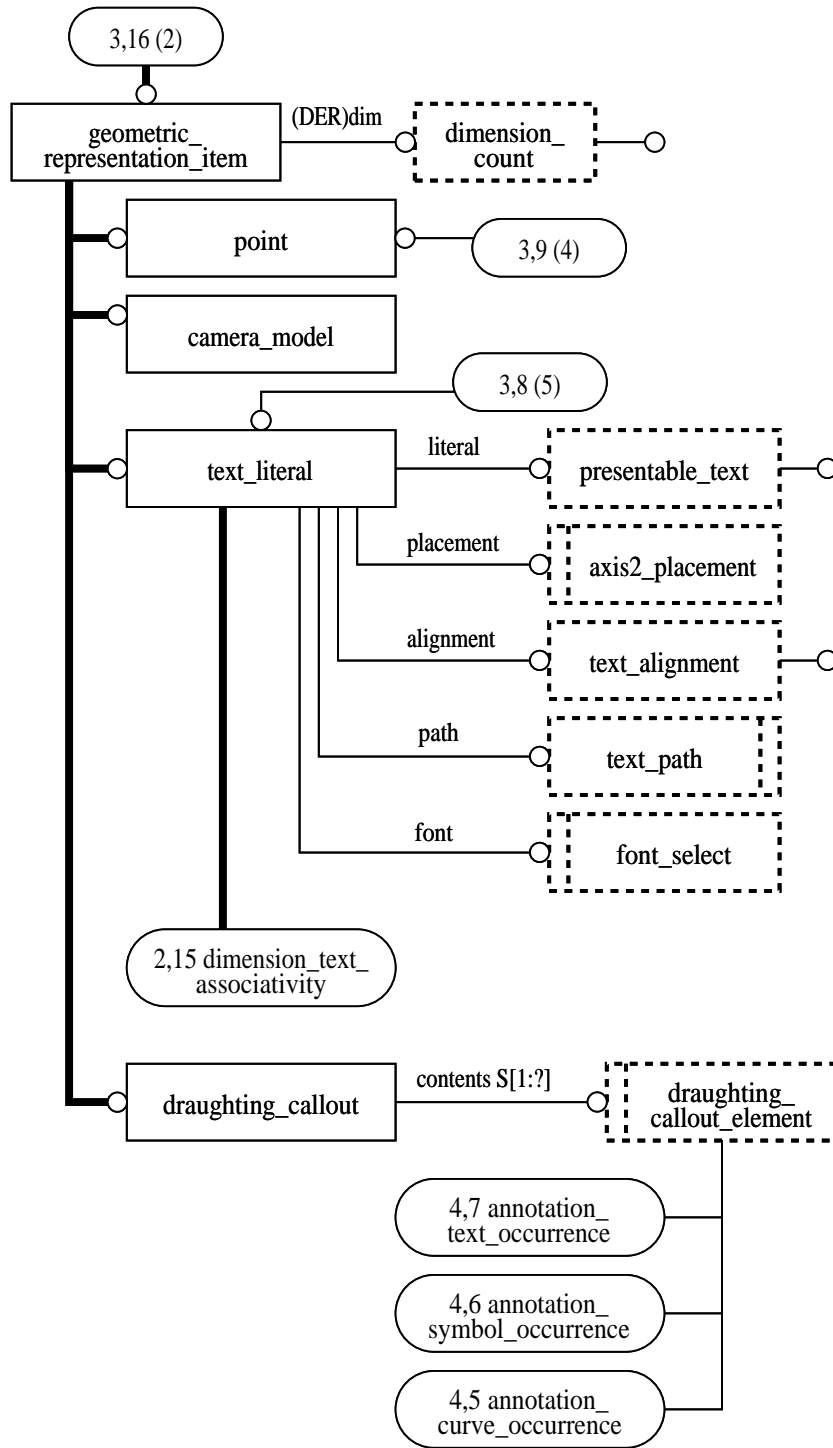 3,16 (2)
geometric_
representation_item
(DER)dim
dimension_
count
point
3,9 (4)
camera_model
3,8 (5)
text_literal
literal
presentable_text
placement
axis2_placement
alignment
text_alignment
path
text_path
font
font_select
2,15 dimension_text_
associativity
draughting_callout
contents S[1:?]
draughting_
callout_element
4,7 annotation_
text_occurrence
4,6 annotation_
symbol_occurrence
4,5 annotation_
curve_occurrence